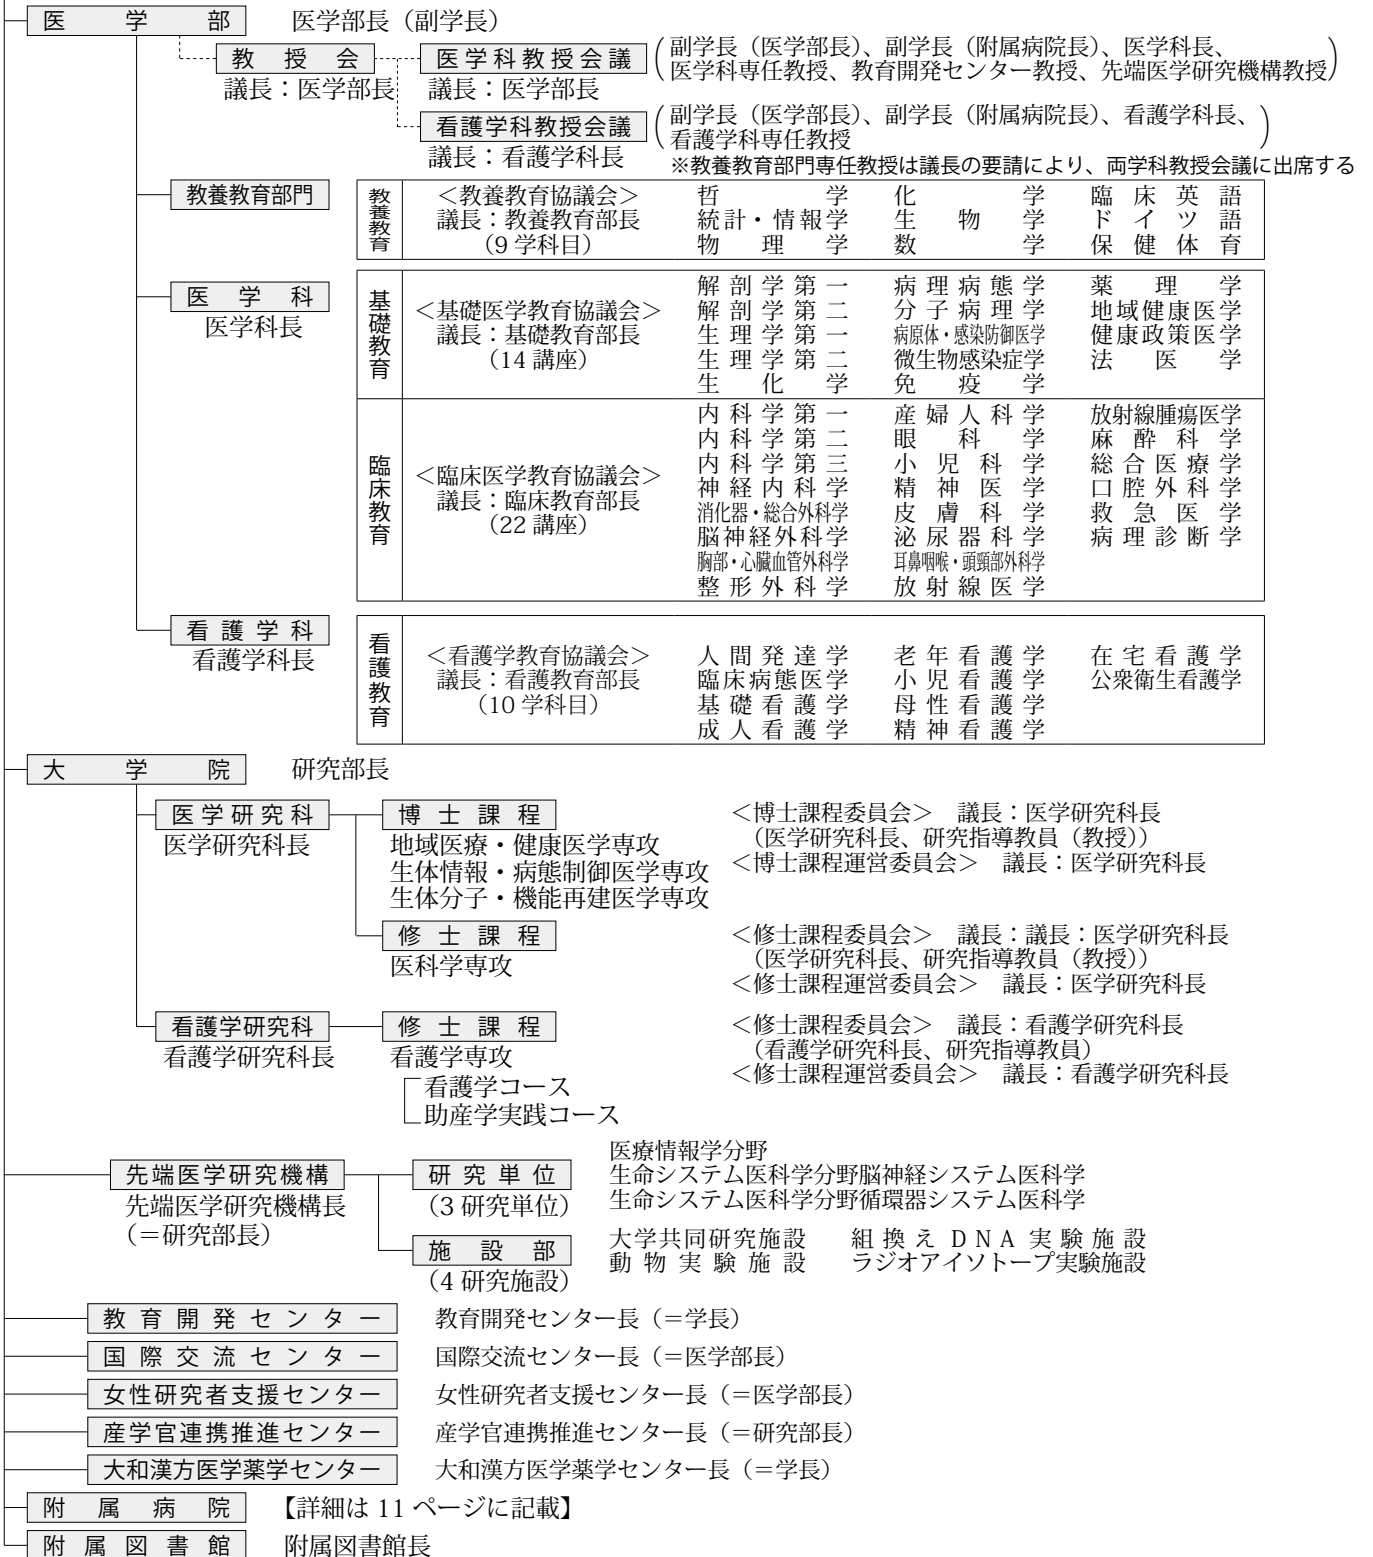 医学部 医学部長（副学長）
教授会 医学科教授会議 （副学長（医学部長）、副学長（附属病院長）、医学科長、
医学科専任教授、教育開発センター教授、先端医学研究機構教授）
議長：医学部長 議長：医学部長
看護学科教授会議 （副学長（医学部長）、副学長（附属病院長）、看護学科長、
看護学科専任教授）
議長：看護学科長
※教養教育部門専任教授は議長の要請により、両学科教授会議に出席する
教養教育部門
教養教育
＜教養教育協議会＞ 哲学 化学 臨床英語
議長：教養教育部長 統計・情報学 生物学 ドイツ語
（9 学科目） 物理学 数学 保健体育
医学科
医学科長
基礎教育
＜基礎医学教育協議会＞
議長：基礎教育部長
（14 講座）
解剖学第一 病理病態学 薬理学
解剖学第二 分子病理学 地域健康医学
生理学第一 病原体・感染防御医学 健康政策医学
生理学第二 微生物感染症学 法医学
生化学 免疫学
臨床教育
＜臨床医学教育協議会＞
議長：臨床教育部長
（22 講座）
内科学第一 産婦人科学 放射線腫瘍医学
内科学第二 眼科学 麻酔科学
内科学第三 小児科学 総合医療学
神経内科学 精神医学 口腔外科学
消化器・総合外科学 皮膚科学 救急医学
脳神経外科学 泌尿器科学 病理診断学
胸部・心臓血管外科学 耳鼻咽喉・頭頸部外科学
整形外科学 放射線医学
看護学科
看護学科長
看護教育
＜看護学教育協議会＞
議長：看護教育部長
（10 学科目）
人間発達学 老年看護学 在宅看護学
臨床病態医学 小児看護学 公衆衛生看護学
基礎看護学 母性看護学
成人看護学 精神看護学
大学院 研究部長
医学研究科 博士課程 ＜博士課程委員会＞ 議長：医学研究科長
医学研究科長 地域医療・健康医学専攻 （医学研究科長、研究指導教員（教授））
生体情報・病態制御医学専攻 ＜博士課程運営委員会＞ 議長：医学研究科長
生体分子・機能再建医学専攻
修士課程 ＜修士課程委員会＞ 議長：議長：医学研究科長
医科学専攻 （医学研究科長、研究指導教員（教授））
＜修士課程運営委員会＞ 議長：医学研究科長
看護学研究科 修士課程 ＜修士課程委員会＞ 議長：看護学研究科長
看護学研究科長 看護学専攻 （看護学研究科長、研究指導教員）
看護学コース ＜修士課程運営委員会＞ 議長：看護学研究科長
助産学実践コース
先端医学研究機構 研究単位
先端医学研究機構長 （3 研究単位）
（＝研究部長）
医療情報学分野
生命システム医科学分野脳神経システム医科学
生命システム医科学分野循環器システム医科学
施設部
（4 研究施設）
大学共同研究施設 組換え DNA 実験施設
動物実験施設 ラジオアイソトープ実験施設
教育開発センター 教育開発センター長（＝学長）
国際交流センター 国際交流センター長（＝医学部長）
女性研究者支援センター 女性研究者支援センター長（＝医学部長）
産学官連携推進センター 産学官連携推進センター長（＝研究部長）
大和漢方医学薬学センター 大和漢方医学薬学センター長（＝学長）
附属病院 【詳細は 11 ページに記載】
附属図書館 附属図書館長